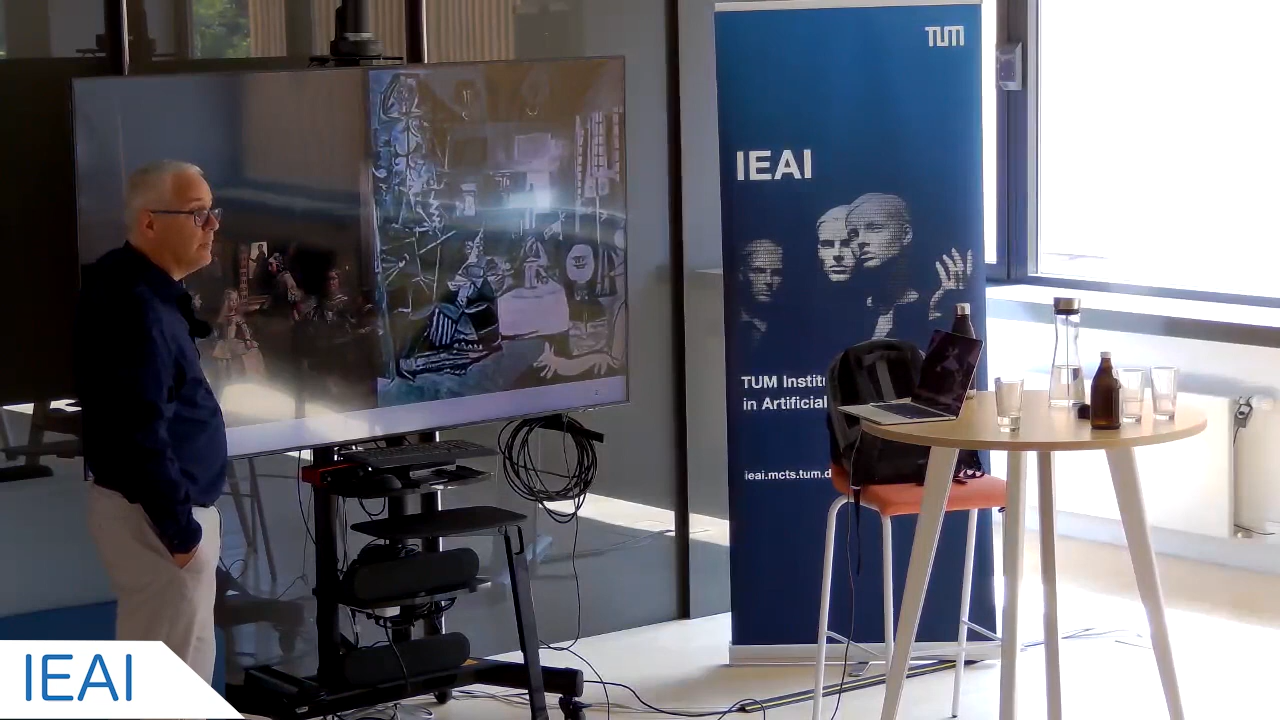 TUM
IEAI
TUM Instit
in Artificial
ieai.mcts.tum.d
IEAI